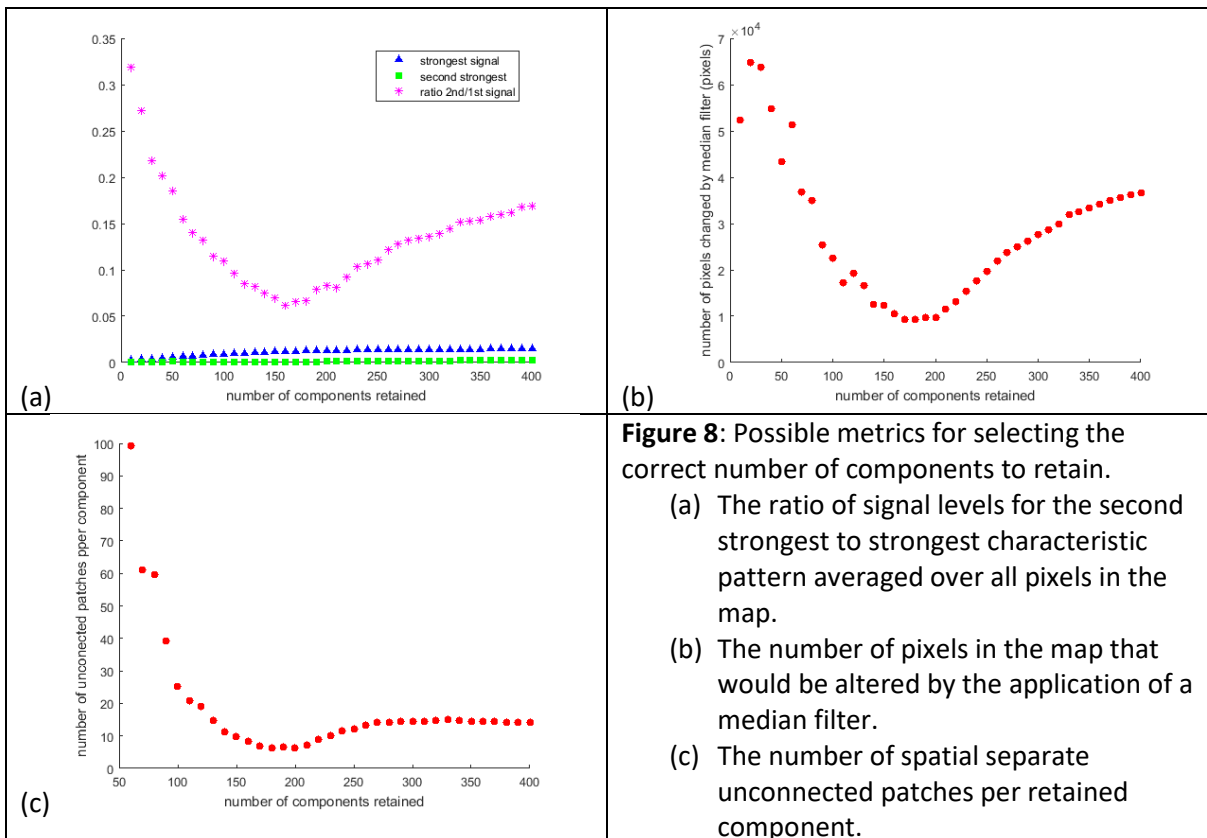 0.35
0.3
0.25
0.2
0.15
0.1
0.05
0
strongest signal
second strongest
ratio 2nd/1st signal
0 50 100 150 200 250 300 350 400
number of components retained
(a)
× 10⁴
7
6
5
4
3
2
1
0
number of pixels changed by median filter (pixels)
0 50 100 150 200 250 300 350 400
number of components retained
(b)
100
90
80
70
60
50
40
30
20
10
0
number of unconected patches pper component
50 100 150 200 250 300 350 400
number of components retained
(c)
Figure 8: Possible metrics for selecting the
correct number of components to retain.
(a) The ratio of signal levels for the second
strongest to strongest characteristic
pattern averaged over all pixels in the
map.
(b) The number of pixels in the map that
would be altered by the application of a
median filter.
(c) The number of spatial separate
unconnected patches per retained
component.